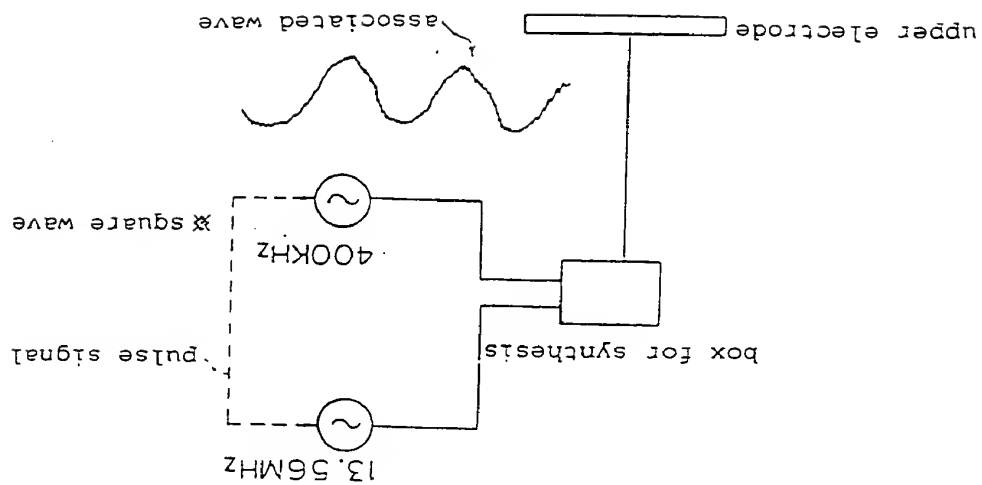 13.56MHz
box for synthesis
pulse signal
400KHz
※square wave
upper electrode
associated wave